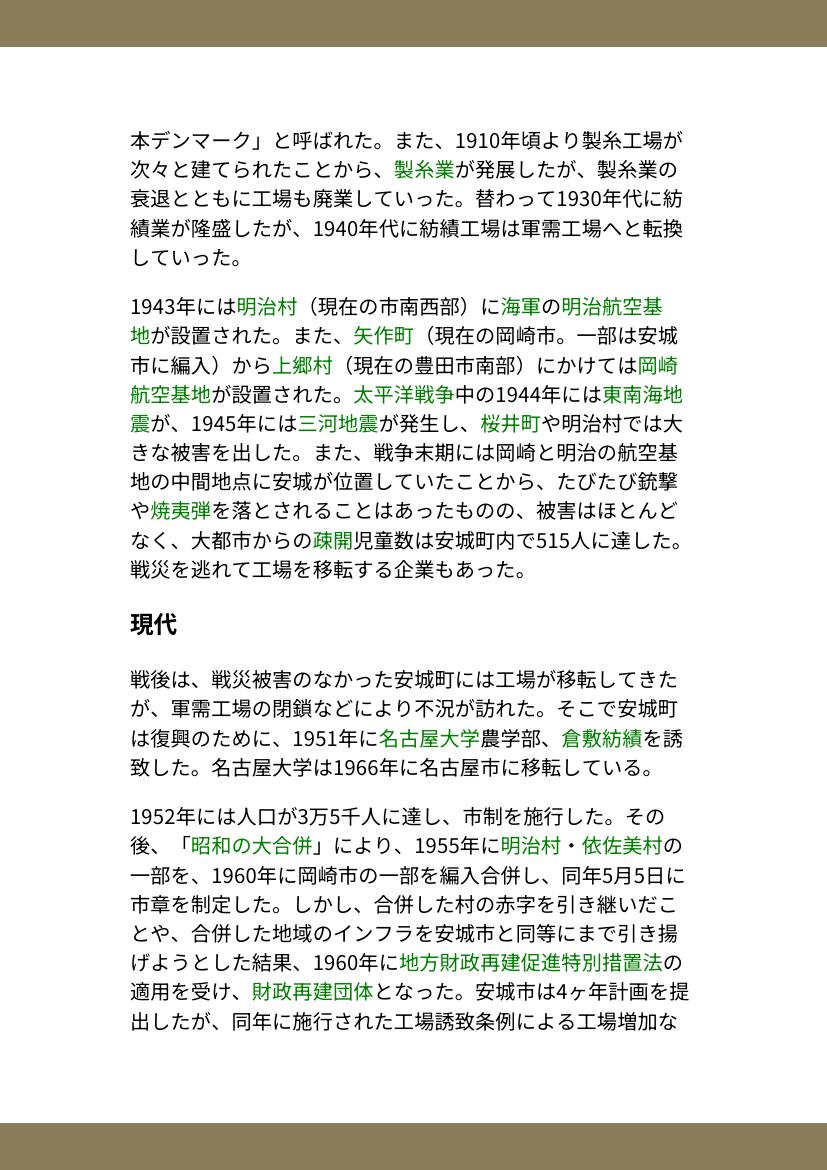 本デンマーク」と呼ばれた。また、1910年頃より製糸工場が
次々と建てられたことから、製糸業が発展したが、製糸業の
衰退とともに工場も廃業していった。替わって1930年代に紡
績業が隆盛したが、1940年代に紡績工場は軍需工場へと転換
していった。
1943年には明治村（現在の市南西部）に海軍の明治航空基
地が設置された。また、矢作町（現在の岡崎市。一部は安城
市に編入）から上郷村（現在の豊田市南部）にかけては岡崎
航空基地が設置された。太平洋戦争中の1944年には東南海地
震が、1945年には三河地震が発生し、桜井町や明治村では大
きな被害を出した。また、戦争末期には岡崎と明治の航空基
地の中間地点に安城が位置していたことから、たびたび銃撃
や焼夷弾を落とされることはあったものの、被害はほとんど
なく、大都市からの疎開児童数は安城町内で515人に達した。
戦災を逃れて工場を移転する企業もあった。
現代
戦後は、戦災被害のなかった安城町には工場が移転してきた
が、軍需工場の閉鎖などにより不況が訪れた。そこで安城町
は復興のために、1951年に名古屋大学農学部、倉敷紡績を誘
致した。名古屋大学は1966年に名古屋市に移転している。
1952年には人口が3万5千人に達し、市制を施行した。その
後、「昭和の大合併」により、1955年に明治村・依佐美村の
一部を、1960年に岡崎市の一部を編入合併し、同年5月5日に
市章を制定した。しかし、合併した村の赤字を引き継いだこ
とや、合併した地域のインフラを安城市と同等にまで引き揚
げようとした結果、1960年に地方財政再建促進特別措置法の
適用を受け、財政再建団体となった。安城市は4ヶ年計画を提
出したが、同年に施行された工場誘致条例による工場増加な